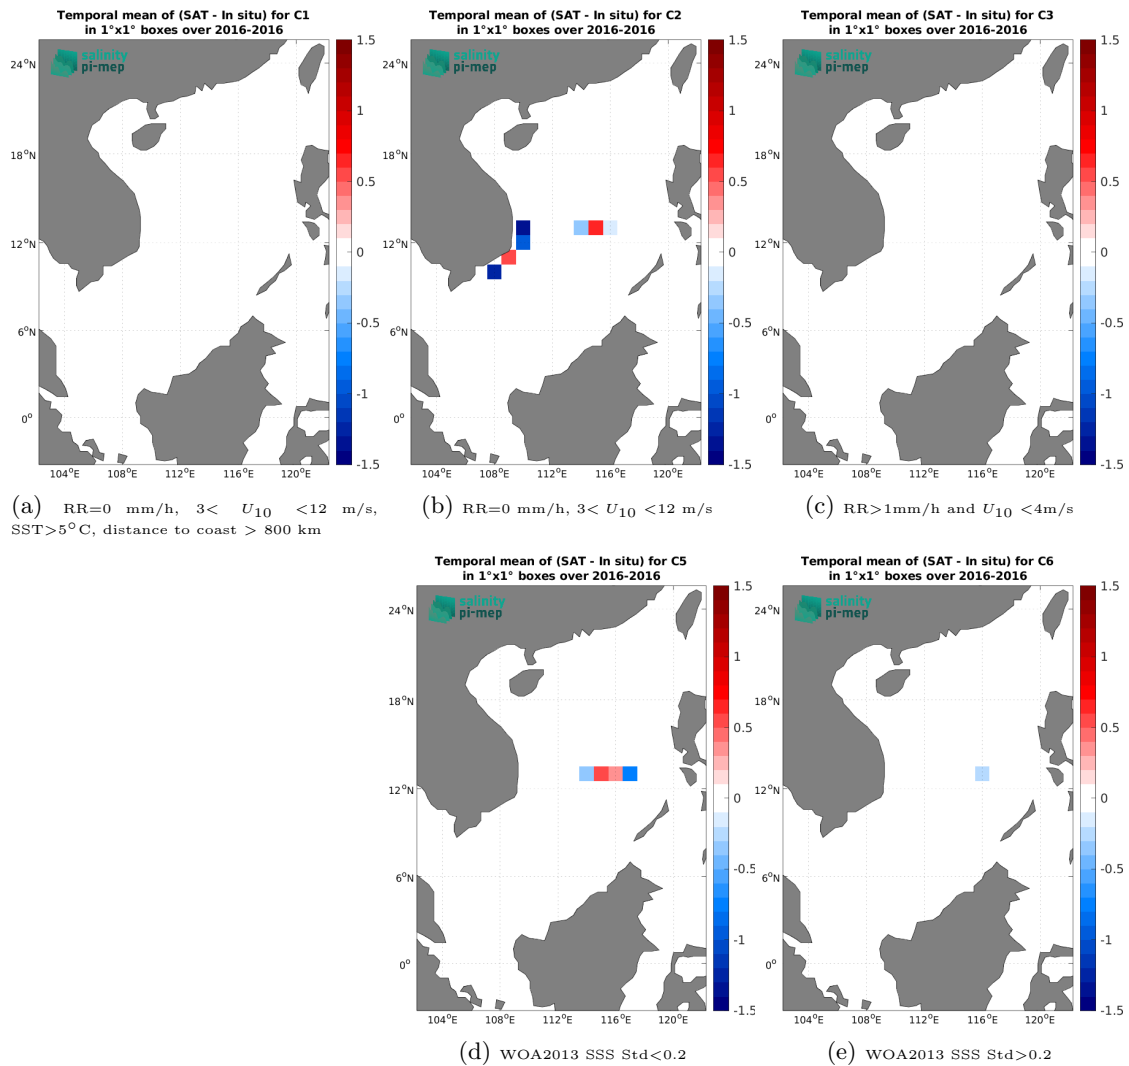 Temporal mean of (SAT - In situ) for C1
in 1°x1° boxes over 2016-2016
salinity
pi-mep
24°N
18°N
12°N
6°N
0°
104°E
108°E
112°E
116°E
120°E
1.5
1
0.5
0
-0.5
-1
-1.5
(a) RR=0 mm/h, 3< U10 <12 m/s,
SST>5°C, distance to coast > 800 km
Temporal mean of (SAT - In situ) for C2
in 1°x1° boxes over 2016-2016
salinity
pi-mep
24°N
18°N
12°N
6°N
0°
104°E
108°E
112°E
116°E
120°E
1.5
1
0.5
0
-0.5
-1
-1.5
(b) RR=0 mm/h, 3< U10 <12 m/s
Temporal mean of (SAT - In situ) for C3
in 1°x1° boxes over 2016-2016
salinity
pi-mep
24°N
18°N
12°N
6°N
0°
104°E
108°E
112°E
116°E
120°E
1.5
1
0.5
0
-0.5
-1
-1.5
(c) RR>1mm/h and U10 <4m/s
Temporal mean of (SAT - In situ) for C5
in 1°x1° boxes over 2016-2016
salinity
pi-mep
24°N
18°N
12°N
6°N
0°
104°E
108°E
112°E
116°E
120°E
1.5
1
0.5
0
-0.5
-1
-1.5
(d) WOA2013 SSS Std<0.2
Temporal mean of (SAT - In situ) for C6
in 1°x1° boxes over 2016-2016
salinity
pi-mep
24°N
18°N
12°N
6°N
0°
104°E
108°E
112°E
116°E
120°E
1.5
1
0.5
0
-0.5
-1
-1.5
(e) WOA2013 SSS Std>0.2